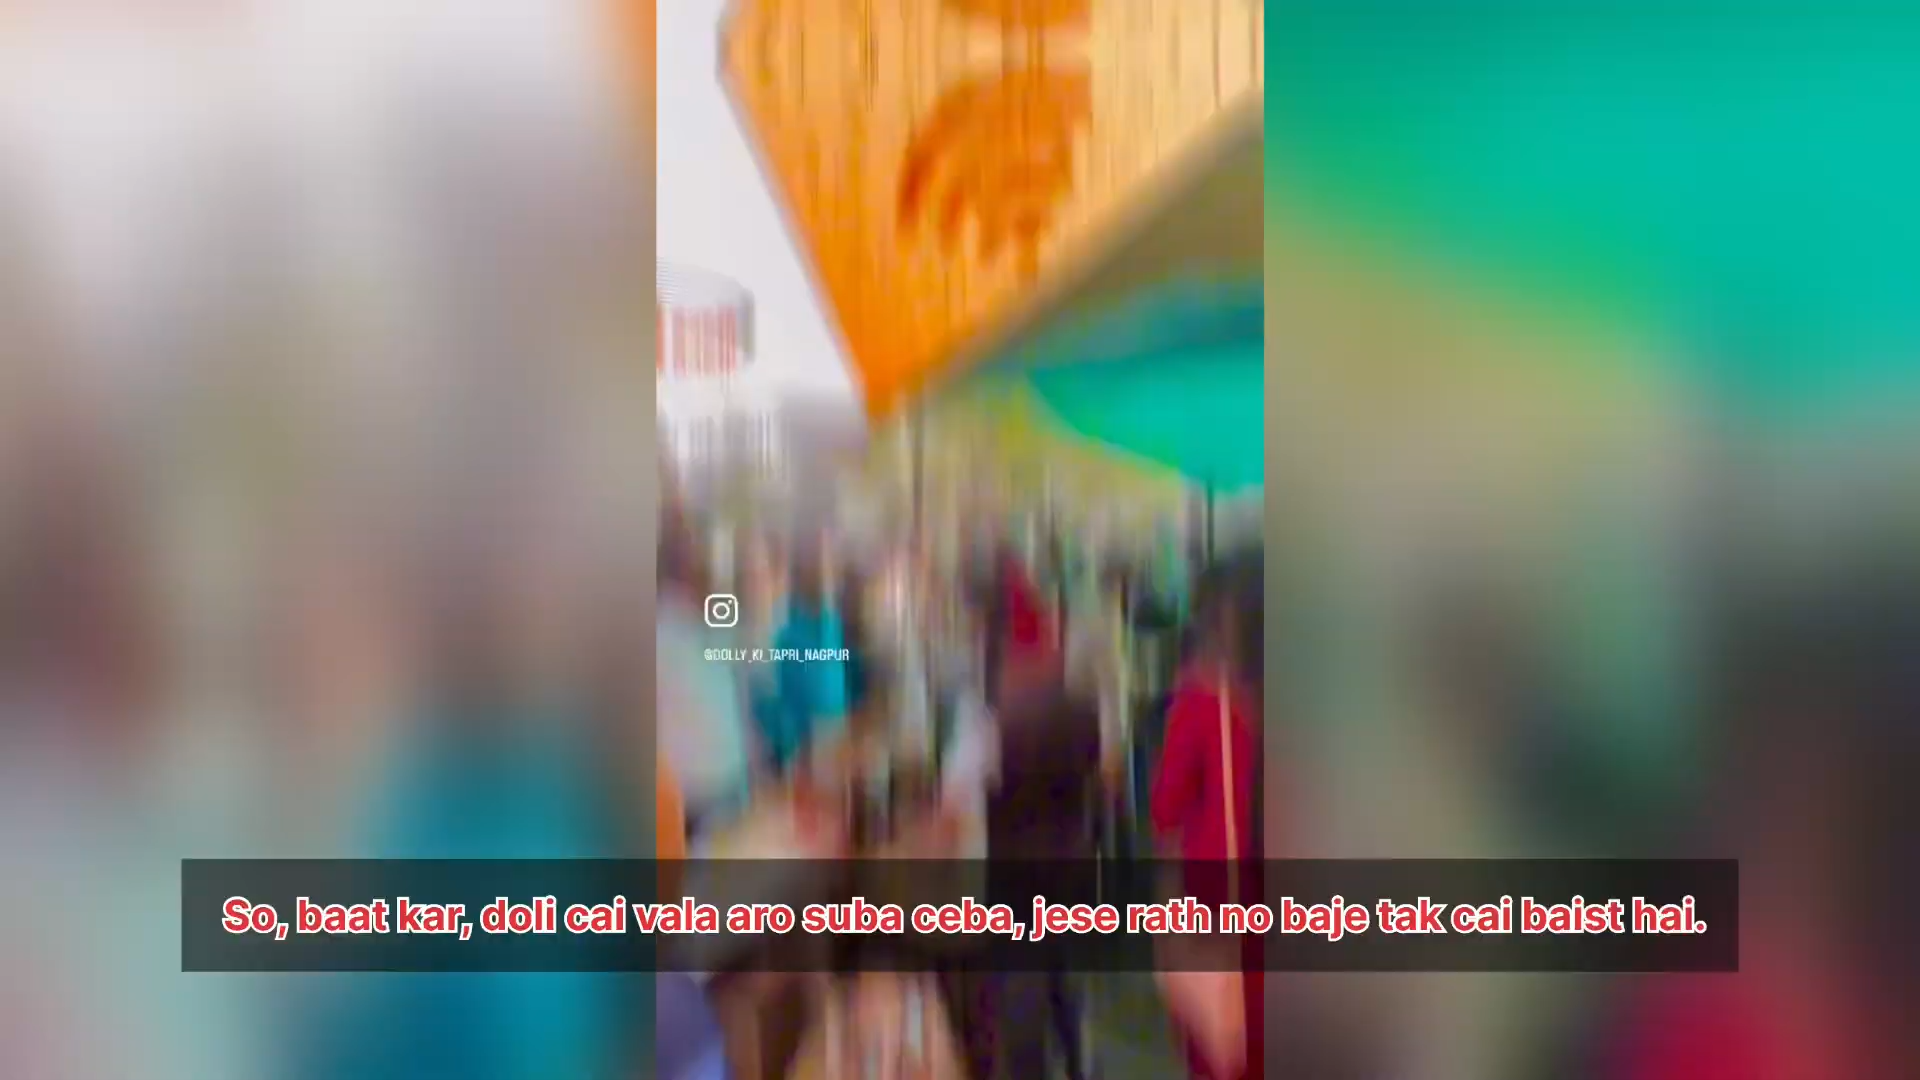 @DOLLY_KI_TAPRI_NAGPUR
So, baat kar, doli cai vala aro suba ceba, jese rath no baje tak cai baist hai.